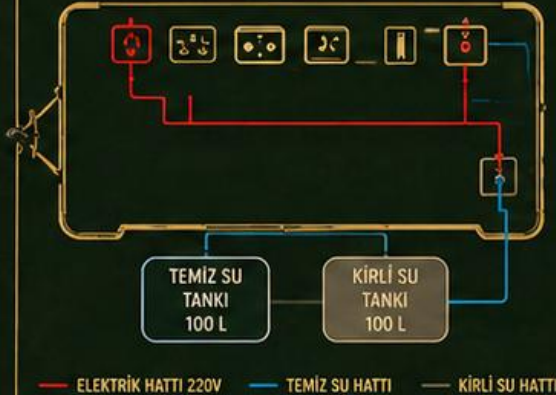 TEMİZ SU
TANKI
100 L
KİRLİ SU
TANKI
100 L
ELEKTRİK HATTI 220V
TEMİZ SU HATTI
KİRLİ SU HATTI